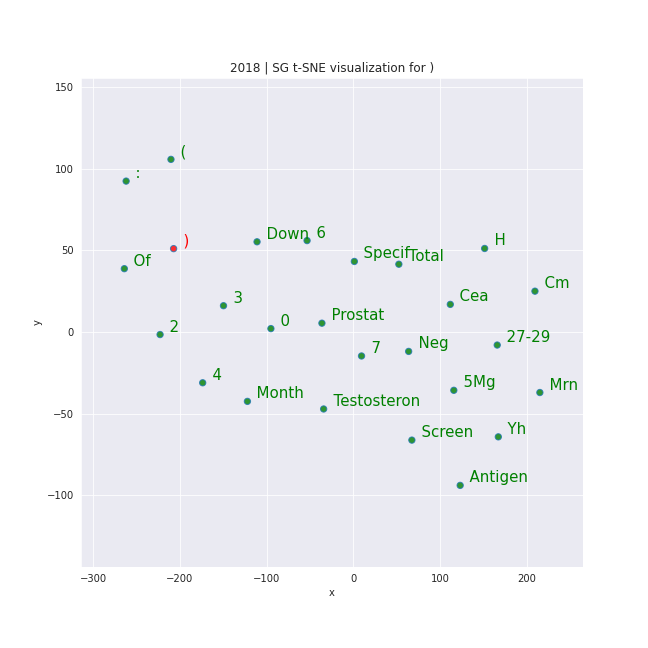 2018 | SG t-SNE visualization for )
150
100
50
0
−50
−100
y
(
:
)
Of
Down
6
Specif
Total
H
Cm
Cea
3
Prostat
0
2
27-29
Neg
7
4
Month
Testosteron
5Mg
Mrn
Screen
Yh
Antigen
−300
−200
−100
0
100
200
x